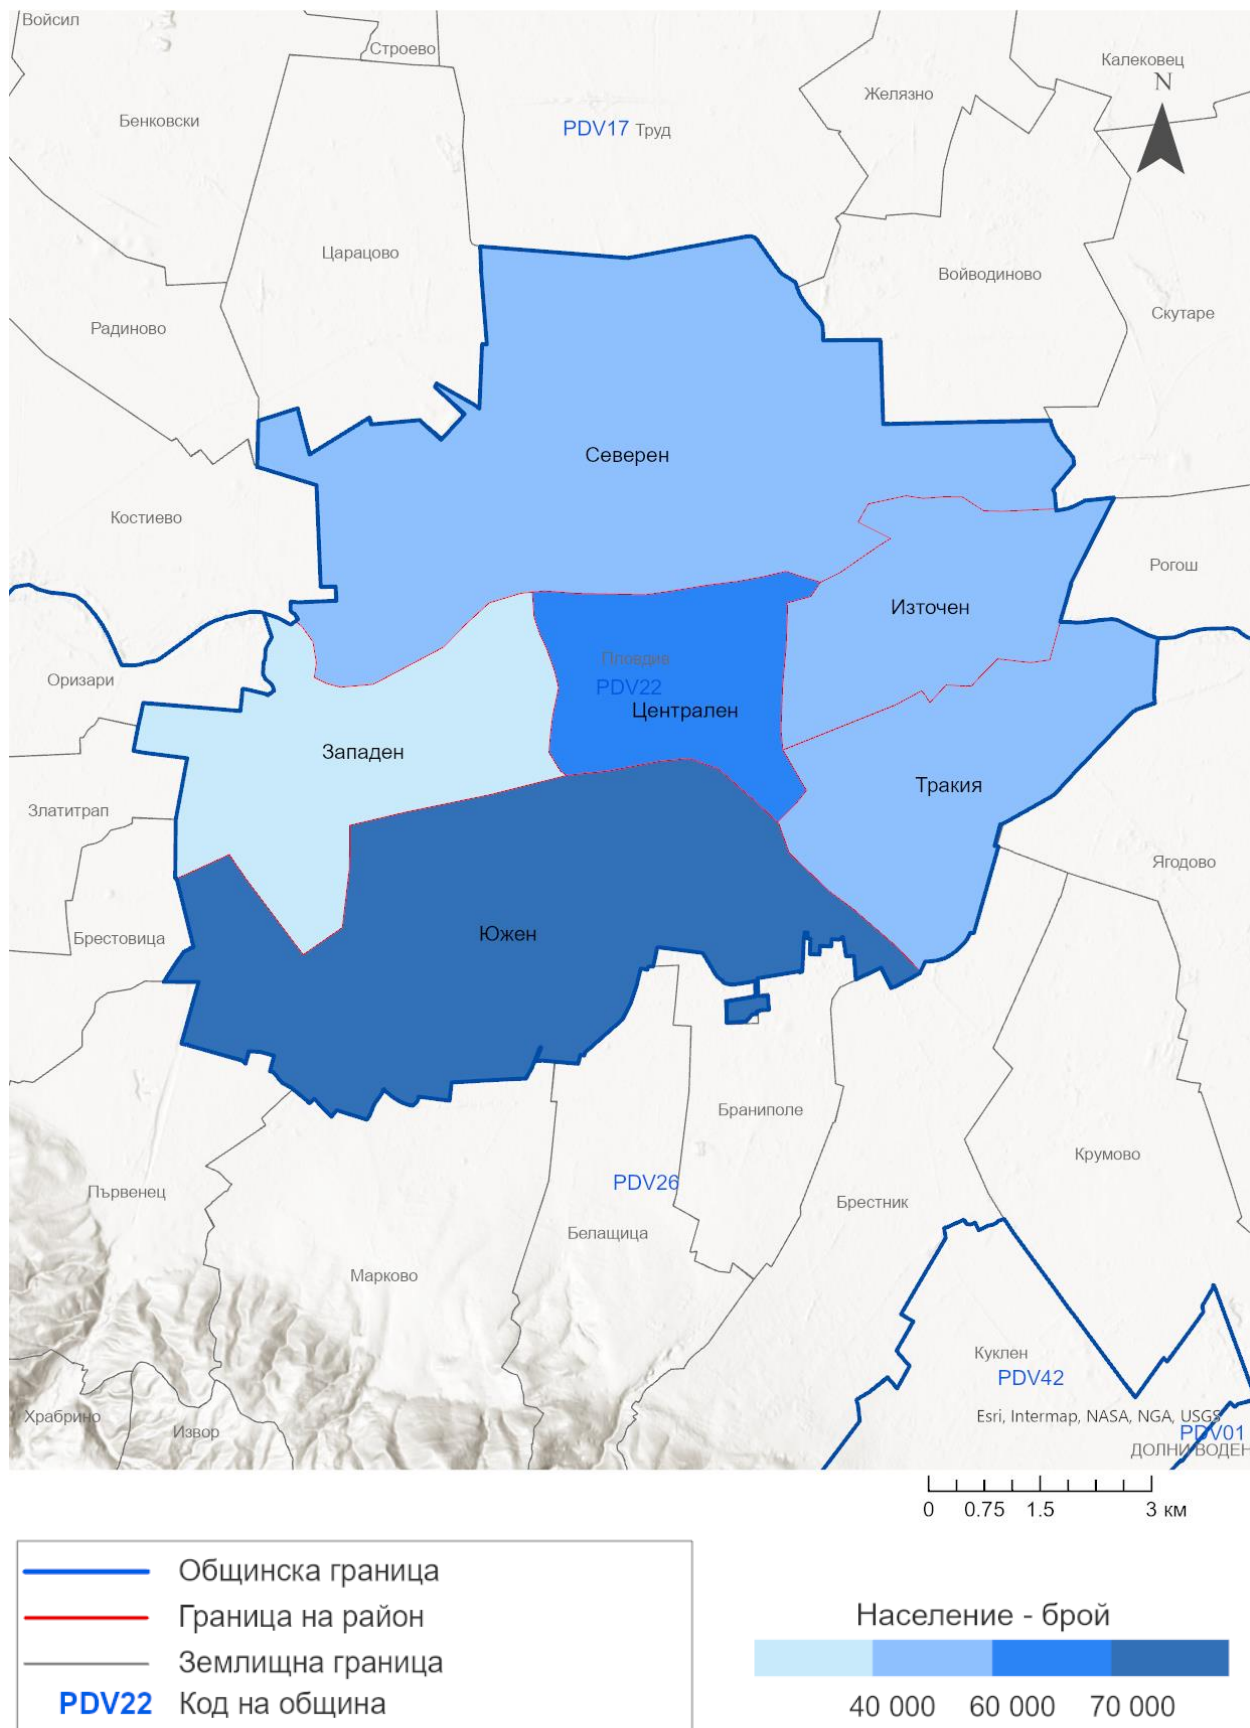 Войсил
Строево
Калековец
N
Желязно
Бенковски
PDV17 Труд
Царацово
Войводиново
Скутаре
Радиново
Северен
Костиево
Рогош
Източен
Пловдив
Оризари
PDV22
Централен
Западен
Тракия
Златитрап
Ягодово
Брестовица
Южен
Браниполе
Крумово
PDV26
Първенец
Брестник
Белащица
Марково
Куклен
PDV42
Храбрино
Esri, Intermap, NASA, NGA, USGS
Извор
PDV01
ДОЛНИ ВОДЕН
0 0.75 1.5 3 км
Общинска граница
Граница на район
Землищна граница
PDV22 Код на община
Население - брой
40 000 60 000 70 000